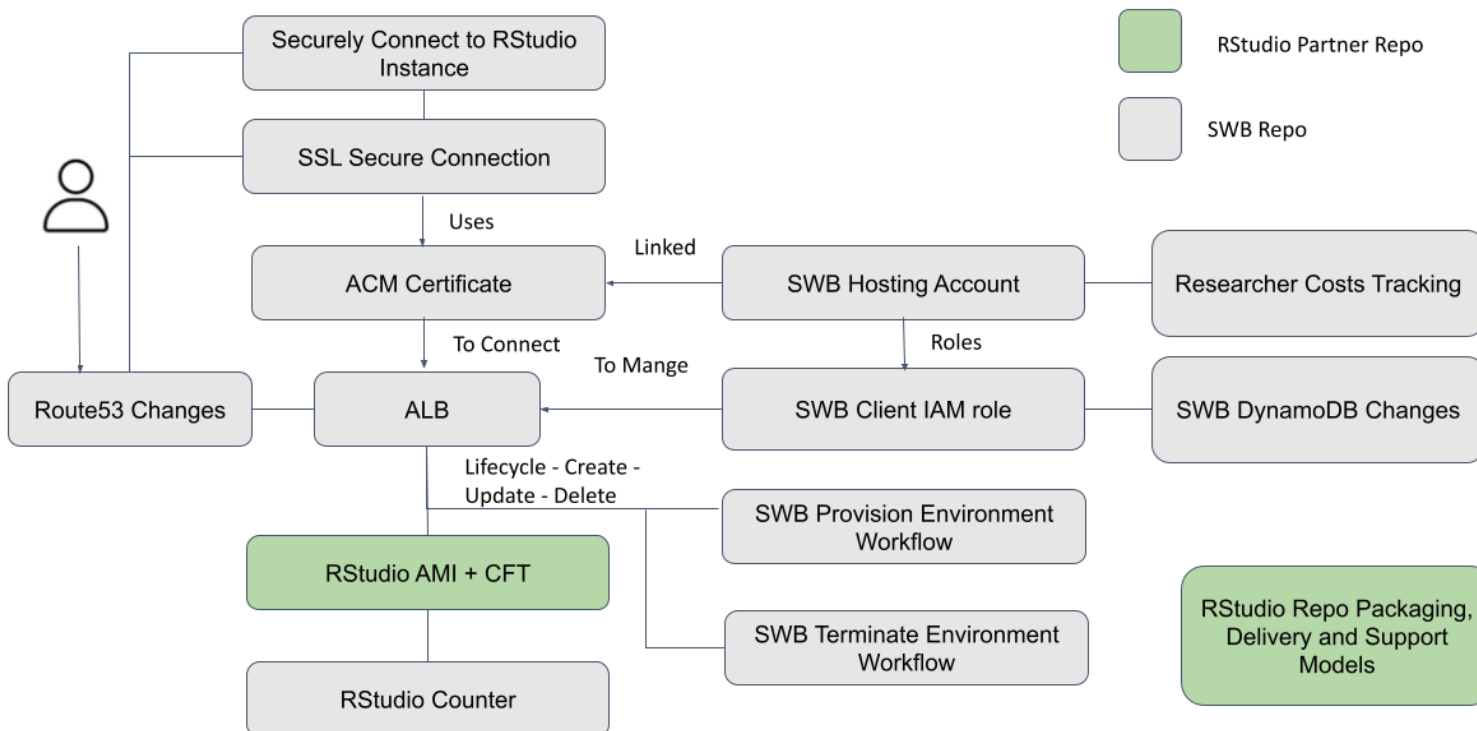 Securely Connect to RStudio
Instance
RStudio Partner Repo
SSL Secure Connection
SWB Repo
Uses
Linked
ACM Certificate
SWB Hosting Account
Researcher Costs Tracking
To Connect
Roles
To Mange
Route53 Changes
ALB
SWB Client IAM role
SWB DynamoDB Changes
Lifecycle - Create -
Update - Delete
SWB Provision Environment
Workflow
RStudio AMI + CFT
RStudio Repo Packaging,
Delivery and Support
Models
SWB Terminate Environment
Workflow
RStudio Counter